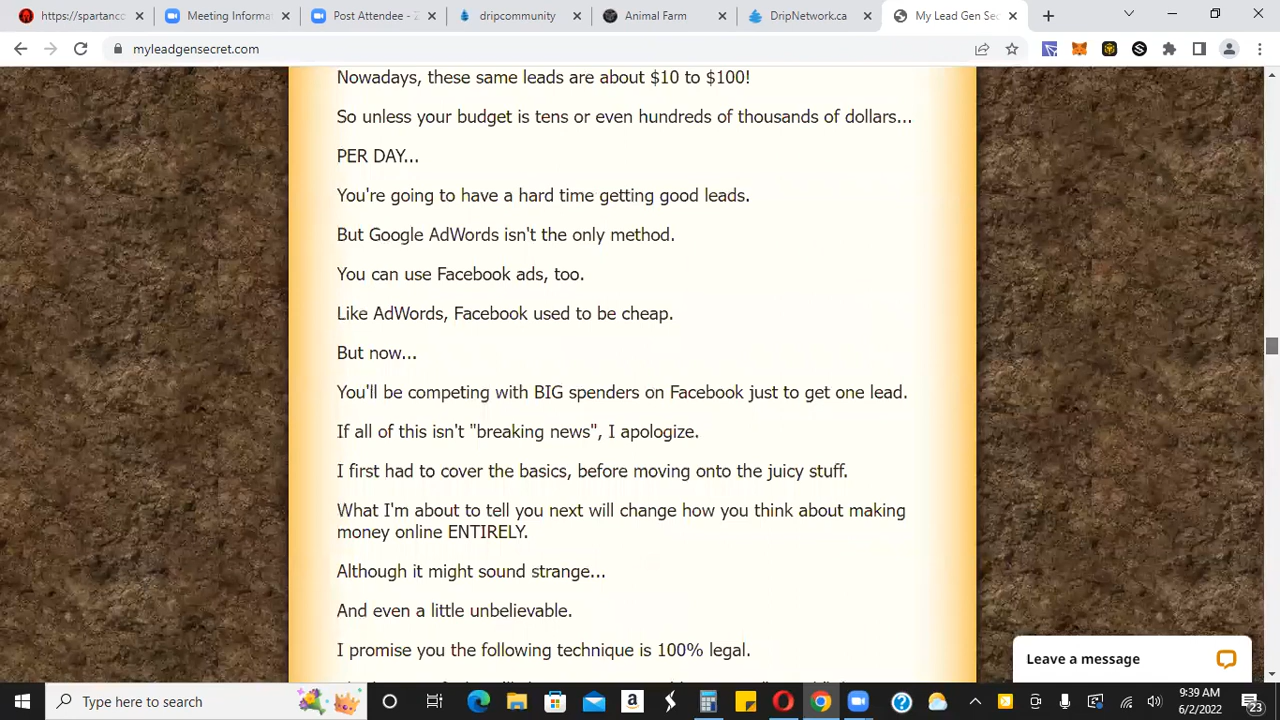 https://spartancc
Meeting Informa
Post Attendee - Z
dripcommunity
Animal Farm
DripNetwork.ca
My Lead Gen Sec
myleadgensecret.com
Nowadays, these same leads are about $10 to $100!
So unless your budget is tens or even hundreds of thousands of dollars...
PER DAY...
You're going to have a hard time getting good leads.
But Google AdWords isn't the only method.
You can use Facebook ads, too.
Like AdWords, Facebook used to be cheap.
But now...
You'll be competing with BIG spenders on Facebook just to get one lead.
If all of this isn't "breaking news", I apologize.
I first had to cover the basics, before moving onto the juicy stuff.
What I'm about to tell you next will change how you think about making
money online ENTIRELY.
Although it might sound strange...
And even a little unbelievable.
I promise you the following technique is 100% legal.
Leave a message
Type here to search
9:39 AM
6/2/2022
23